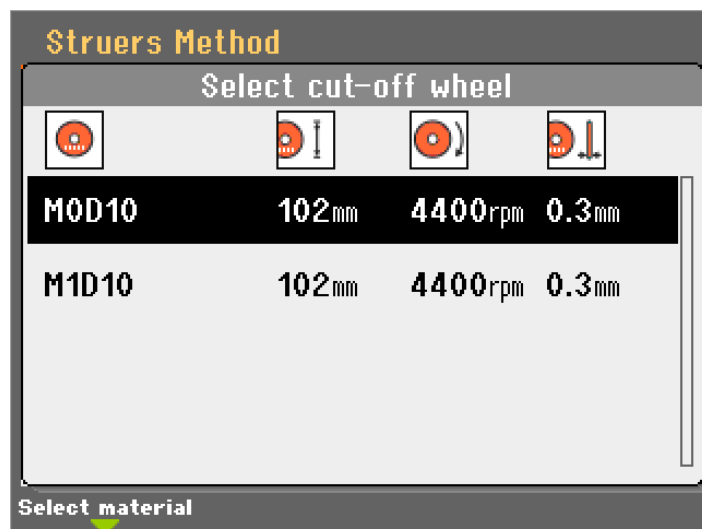 Struers Method
Select cut-off wheel
M0D10 102mm 4400rpm 0.3mm
M1D10 102mm 4400rpm 0.3mm
Select material